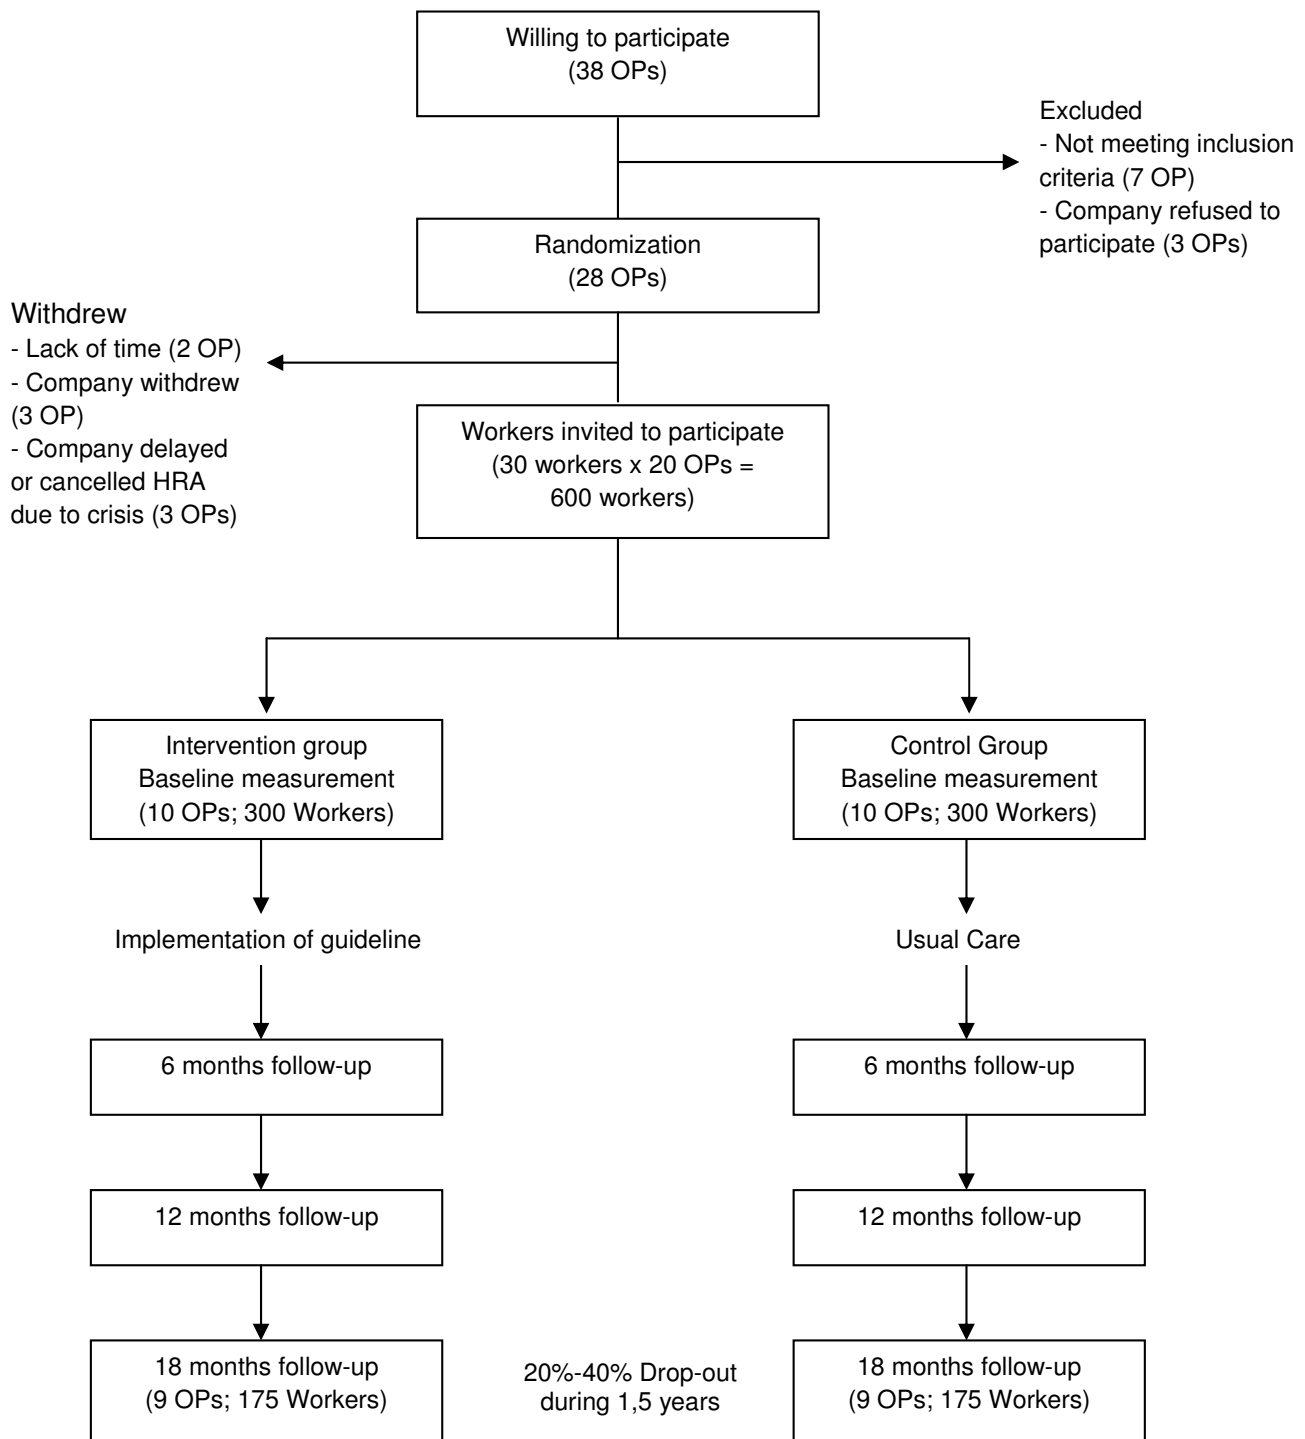 Willing to participate
(38 OPs)
Excluded
- Not meeting inclusion
criteria (7 OP)
- Company refused to
participate (3 OPs)
Randomization
(28 OPs)
Withdrew
- Lack of time (2 OP)
- Company withdrew
(3 OP)
- Company delayed
or cancelled HRA
due to crisis (3 OPs)
Workers invited to participate
(30 workers x 20 OPs =
600 workers)
Intervention group
Baseline measurement
(10 OPs; 300 Workers)
Control Group
Baseline measurement
(10 OPs; 300 Workers)
Implementation of guideline
Usual Care
6 months follow-up
6 months follow-up
12 months follow-up
12 months follow-up
18 months follow-up
(9 OPs; 175 Workers)
20%-40% Drop-out
during 1,5 years
18 months follow-up
(9 OPs; 175 Workers)